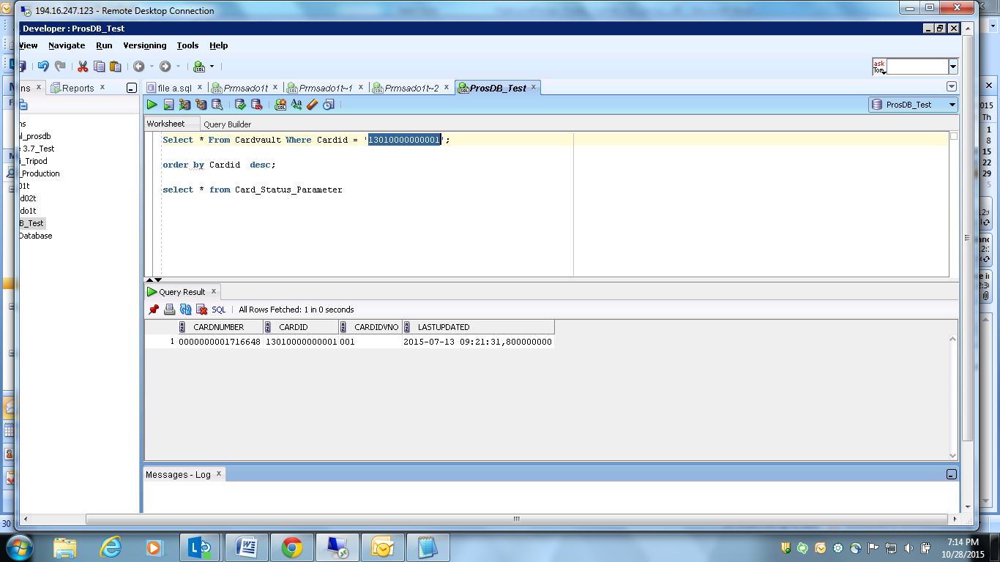 194.16.247.123 - Remote Desktop Connection
Developer : ProsDB_Test
View Navigate Run Versioning Tools Help
ask
Tom
ns Reports file a.sql Prmsado1t Prmsado1t~1 Prmsado1t~2 ProsDB_Test
ProsDB_Test
Worksheet Query Builder
ns
al_prosdb
3.7_Test
i_Tripod
_Production
01t
d02t
do1t
B_Test
Database
Select * From Cardvault Where Cardid = '13010000000001';
order by Cardid desc;
select * from Card_Status_Parameter
Query Result
SQL | All Rows Fetched: 1 in 0 seconds
CARDNUMBER CARDID CARDIDVNO LASTUPDATED
1 0000000001716648 13010000000001 001 2015-07-13 09:21:31,800000000
Messages - Log
2015
Th
1
8
15
22
29
5
30
7:14 PM
10/28/2015